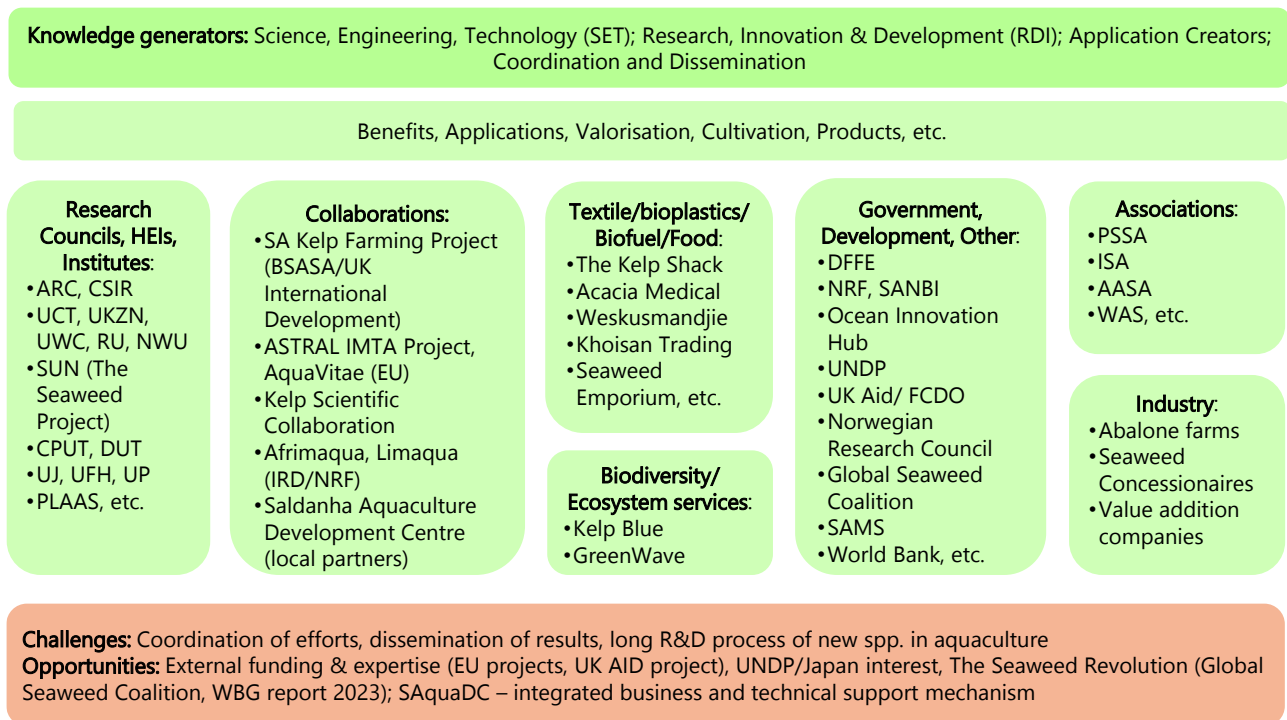 Knowledge generators: Science, Engineering, Technology (SET); Research, Innovation & Development (RDI); Application Creators;
Coordination and Dissemination
Benefits, Applications, Valorisation, Cultivation, Products, etc.
Research
Councils, HEIs,
Institutes:
•ARC, CSIR
•UCT, UKZN,
UWC, RU, NWU
•SUN (The
Seaweed
Project)
•CPUT, DUT
•UJ, UFH, UP
•PLAAS, etc.
Collaborations:
•SA Kelp Farming Project
(BSASA/UK
International
Development)
•ASTRAL IMTA Project,
AquaVitae (EU)
•Kelp Scientific
Collaboration
•Afrimaqua, Limaqua
(IRD/NRF)
•Saldanha Aquaculture
Development Centre
(local partners)
Textile/bioplastics/
Biofuel/Food:
•The Kelp Shack
•Acacia Medical
•Weskusmandjie
•Khoisan Trading
•Seaweed
Emporium, etc.
Biodiversity/
Ecosystem services:
•Kelp Blue
•GreenWave
Government,
Development, Other:
•DFFE
•NRF, SANBI
•Ocean Innovation
Hub
•UNDP
•UK Aid/ FCDO
•Norwegian
Research Council
•Global Seaweed
Coalition
•SAMS
•World Bank, etc.
Associations:
•PSSA
•ISA
•AASA
•WAS, etc.
Industry:
•Abalone farms
•Seaweed
Concessionaires
•Value addition
companies
Challenges: Coordination of efforts, dissemination of results, long R&D process of new spp. in aquaculture
Opportunities: External funding & expertise (EU projects, UK AID project), UNDP/Japan interest, The Seaweed Revolution (Global
Seaweed Coalition, WBG report 2023); SAquaDC – integrated business and technical support mechanism